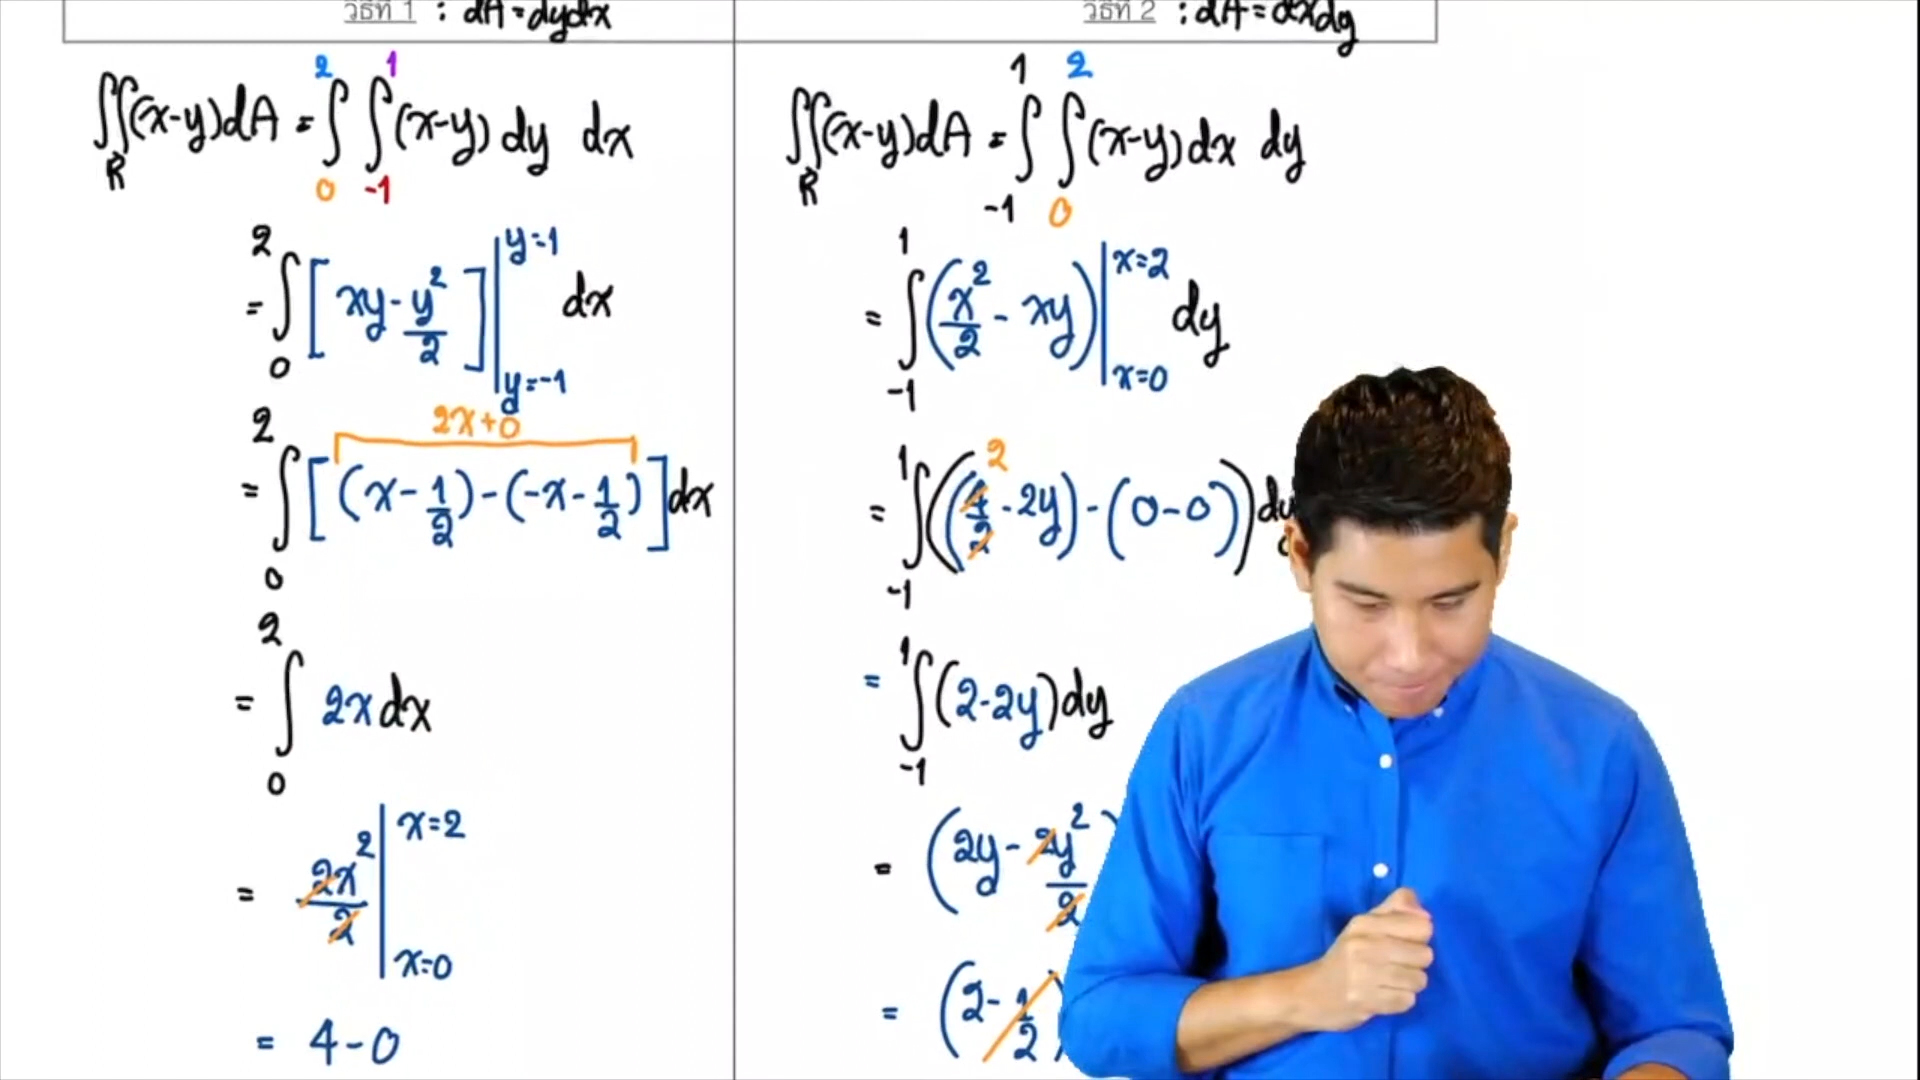 วิธีที่ 1 : dA = dydx
∬(x-y)dA = ∫ ∫ (x-y) dy dx
R 0 2 -1 1
= ∫ 0 2 [xy - y²/2] | y=1 y=-1 dx
2x+0
= ∫ 0 2 [(x - 1/2) - (-x - 1/2)] dx
= ∫ 0 2 2x dx
= 2x²/2 | x=2 x=0
= 4-0
วิธีที่ 2 : dA = dxdy
∬(x-y)dA = ∫ ∫ (x-y) dx dy
R -1 1 0 2
= ∫ -1 1 (x²/2 - xy) | x=2 x=0 dy
2
= ∫ -1 1 ((4/2 - 2y) - (0-0)) dy
= ∫ -1 1 (2-2y)dy
= (2y - 2y²/2
= (2 - 1/2)